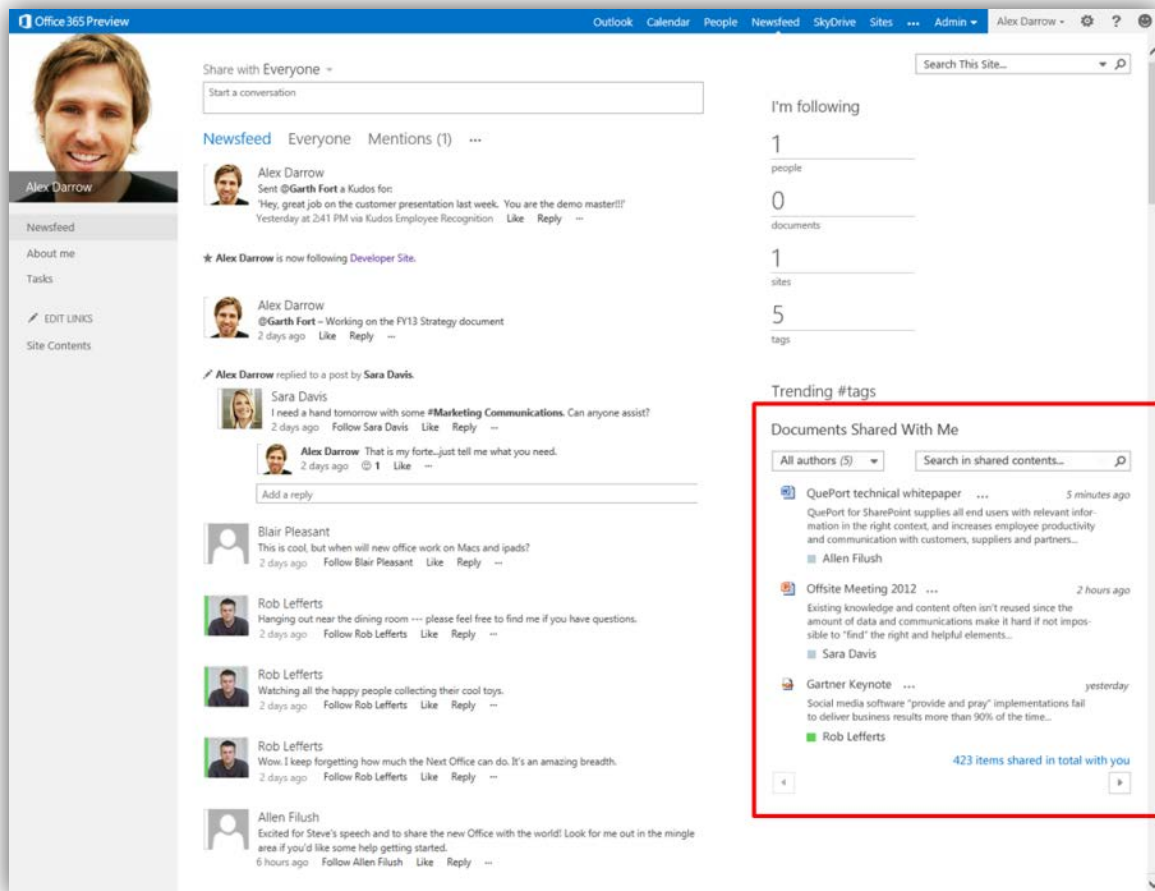 Office 365 Preview
Outlook Calendar People Newsfeed SkyDrive Sites ... Admin Alex Darrow ?
Alex Darrow
Newsfeed
About me
Tasks
EDIT LINKS
Site Contents
Share with Everyone
Start a conversation
Newsfeed Everyone Mentions (1) ...
Alex Darrow
Sent @Garth Fort a Kudos for:
'Hey, great job on the customer presentation last week. You are the demo master!!!'
Yesterday at 2:41 PM via Kudos Employee Recognition Like Reply ...
Alex Darrow is now following Developer Site.
Alex Darrow
@Garth Fort – Working on the FY13 Strategy document
2 days ago Like Reply ...
Alex Darrow replied to a post by Sara Davis.
Sara Davis
I need a hand tomorrow with some #Marketing Communications. Can anyone assist?
2 days ago Follow Sara Davis Like Reply ...
Alex Darrow That is my forte...just tell me what you need.
2 days ago 1 Like ...
Add a reply
Blair Pleasant
This is cool, but when will new office work on Macs and ipads?
2 days ago Follow Blair Pleasant Like Reply ...
Rob Lefferts
Hanging out near the dining room --- please feel free to find me if you have questions.
2 days ago Follow Rob Lefferts Like Reply ...
Rob Lefferts
Watching all the happy people collecting their cool toys.
2 days ago Follow Rob Lefferts Like Reply ...
Rob Lefferts
Wow. I keep forgetting how much the Next Office can do. It's an amazing breadth.
2 days ago Follow Rob Lefferts Like Reply ...
Allen Filush
Excited for Steve's speech and to share the new Office with the world! Look for me out in the mingle
area if you'd like some help getting started.
6 hours ago Follow Allen Filush Like Reply ...
Search This Site...
I'm following
1
people
0
documents
1
sites
5
tags
Trending #tags
Documents Shared With Me
All authors (5) Search in shared contents...
QuePort technical whitepaper ... 5 minutes ago
QuePort for SharePoint supplies all end users with relevant infor-
mation in the right context, and increases employee productivity
and communication with customers, suppliers and partners...
Allen Filush
Offsite Meeting 2012 ... 2 hours ago
Existing knowledge and content often isn't reused since the
amount of data and communications make it hard if not impos-
sible to "find" the right and helpful elements...
Sara Davis
Gartner Keynote ... yesterday
Social media software "provide and pray" implementations fail
to deliver business results more than 90% of the time...
Rob Lefferts
423 items shared in total with you